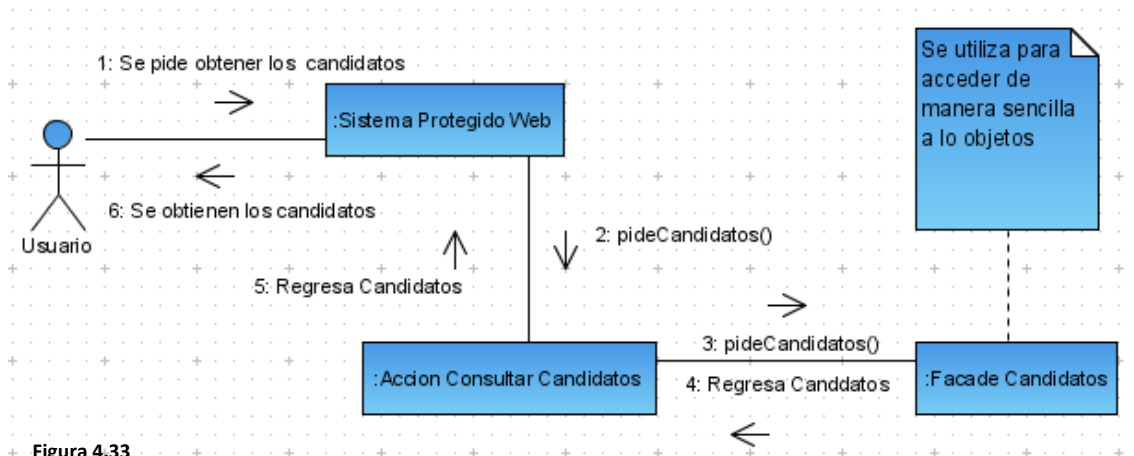 1: Se pide obtener los candidatos
:Sistema Protegido Web
Se utiliza para
acceder de
manera sencilla
a lo objetos
6: Se obtienen los candidatos
Usuario
2: pideCandidatos()
5: Regresa Candidatos
3: pideCandidatos()
:Accion Consultar Candidatos
4: Regresa Canddatos
:Facade Candidatos
Figura 4.33